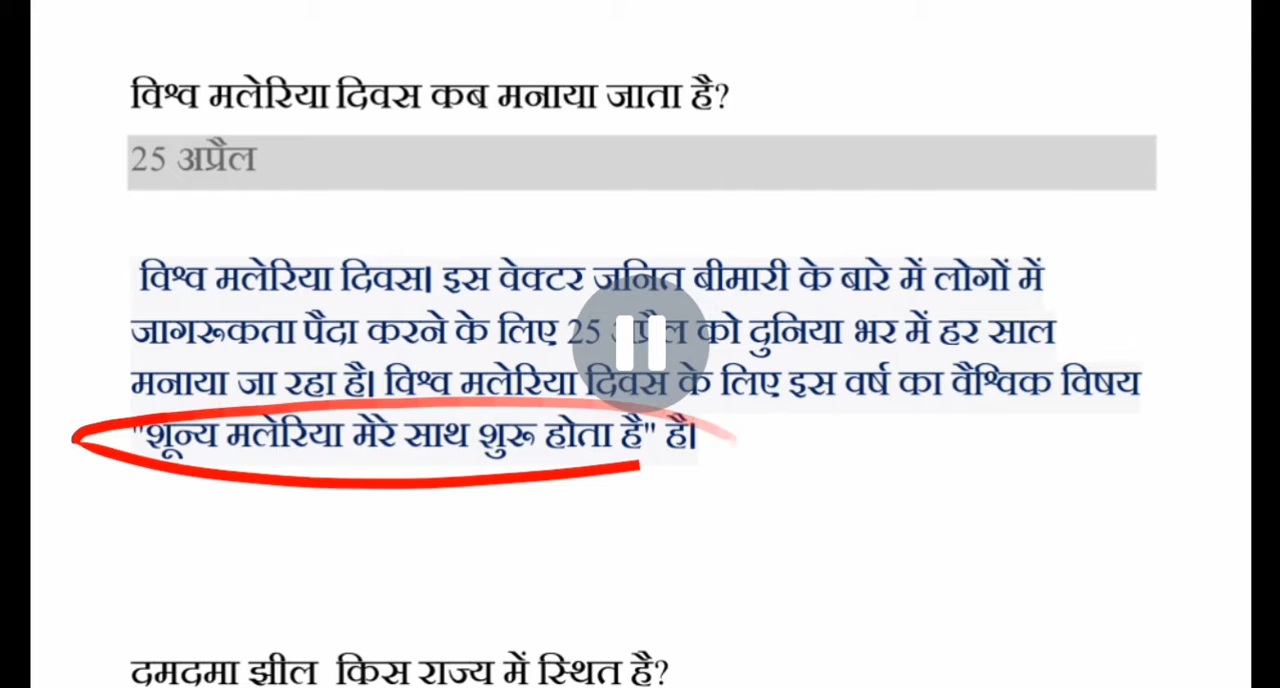 विश्व मलेरिया दिवस कब मनाया जाता है?
25 अप्रैल
विश्व मलेरिया दिवस। इस वेक्टर जनित बीमारी के बारे में लोगों में
जागरूकता पैदा करने के लिए 25 अप्रैल को दुनिया भर में हर साल
मनाया जा रहा है। विश्व मलेरिया दिवस के लिए इस वर्ष का वैश्विक विषय
"शून्य मलेरिया मेरे साथ शुरू होता है" है।
दमदमा झील किस राज्य में स्थित है?